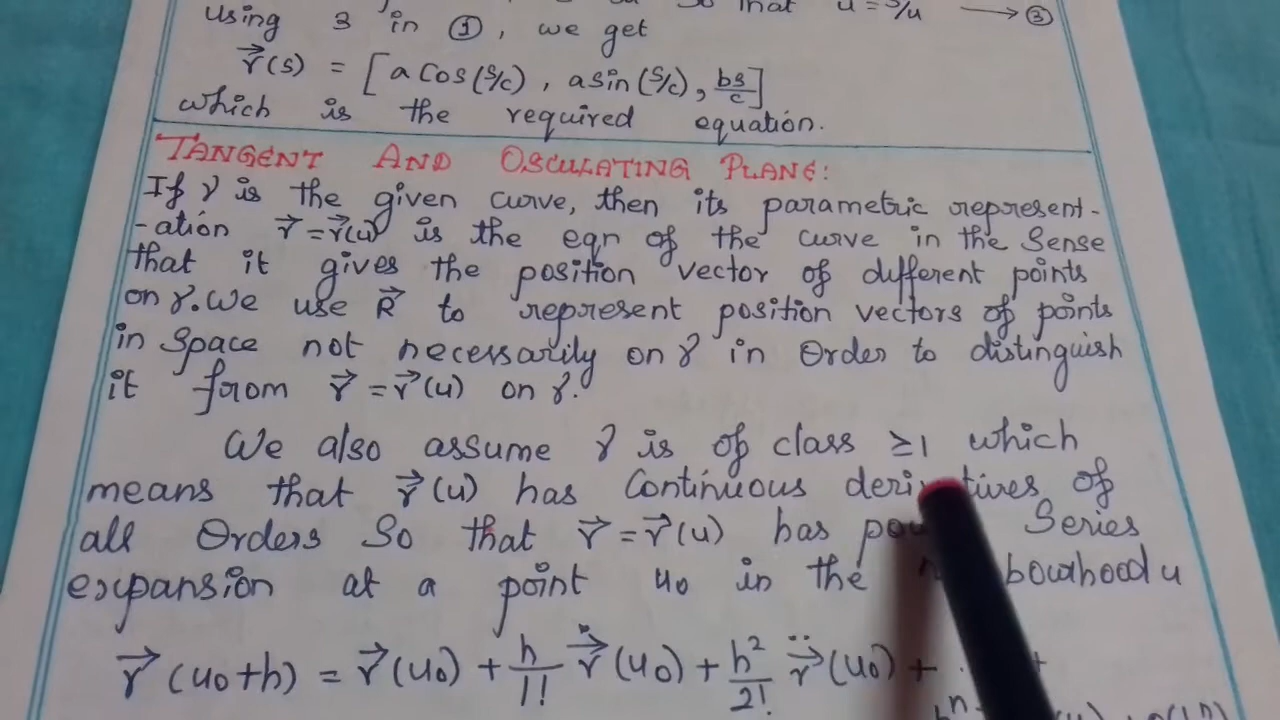 that u = s/u → ③
using 3 in ①, we get
r⃗(s) = [a cos(s/c), a sin(s/c), bs/c]
which is the required equation.
TANGENT AND OSCULATING PLANE:
If γ is the given curve, then its parametric represent-
-ation r⃗ = r⃗(u) is the eqn of the curve in the sense
that it gives the position vector of different points
on γ. We use R⃗ to represent position vectors of points
in Space not necessarily on γ in Order to distinguish
it from r⃗ = r⃗(u) on γ.
We also assume γ is of class ≥1 which
means that r⃗(u) has continuous derivatives of
all Orders So that r⃗ = r⃗(u) has Series
expansion at a point u₀ in the u
r⃗(u₀+h) = r⃗(u₀) + h/1! ṙ⃗(u₀) + h²/2! r̈⃗(u₀) +